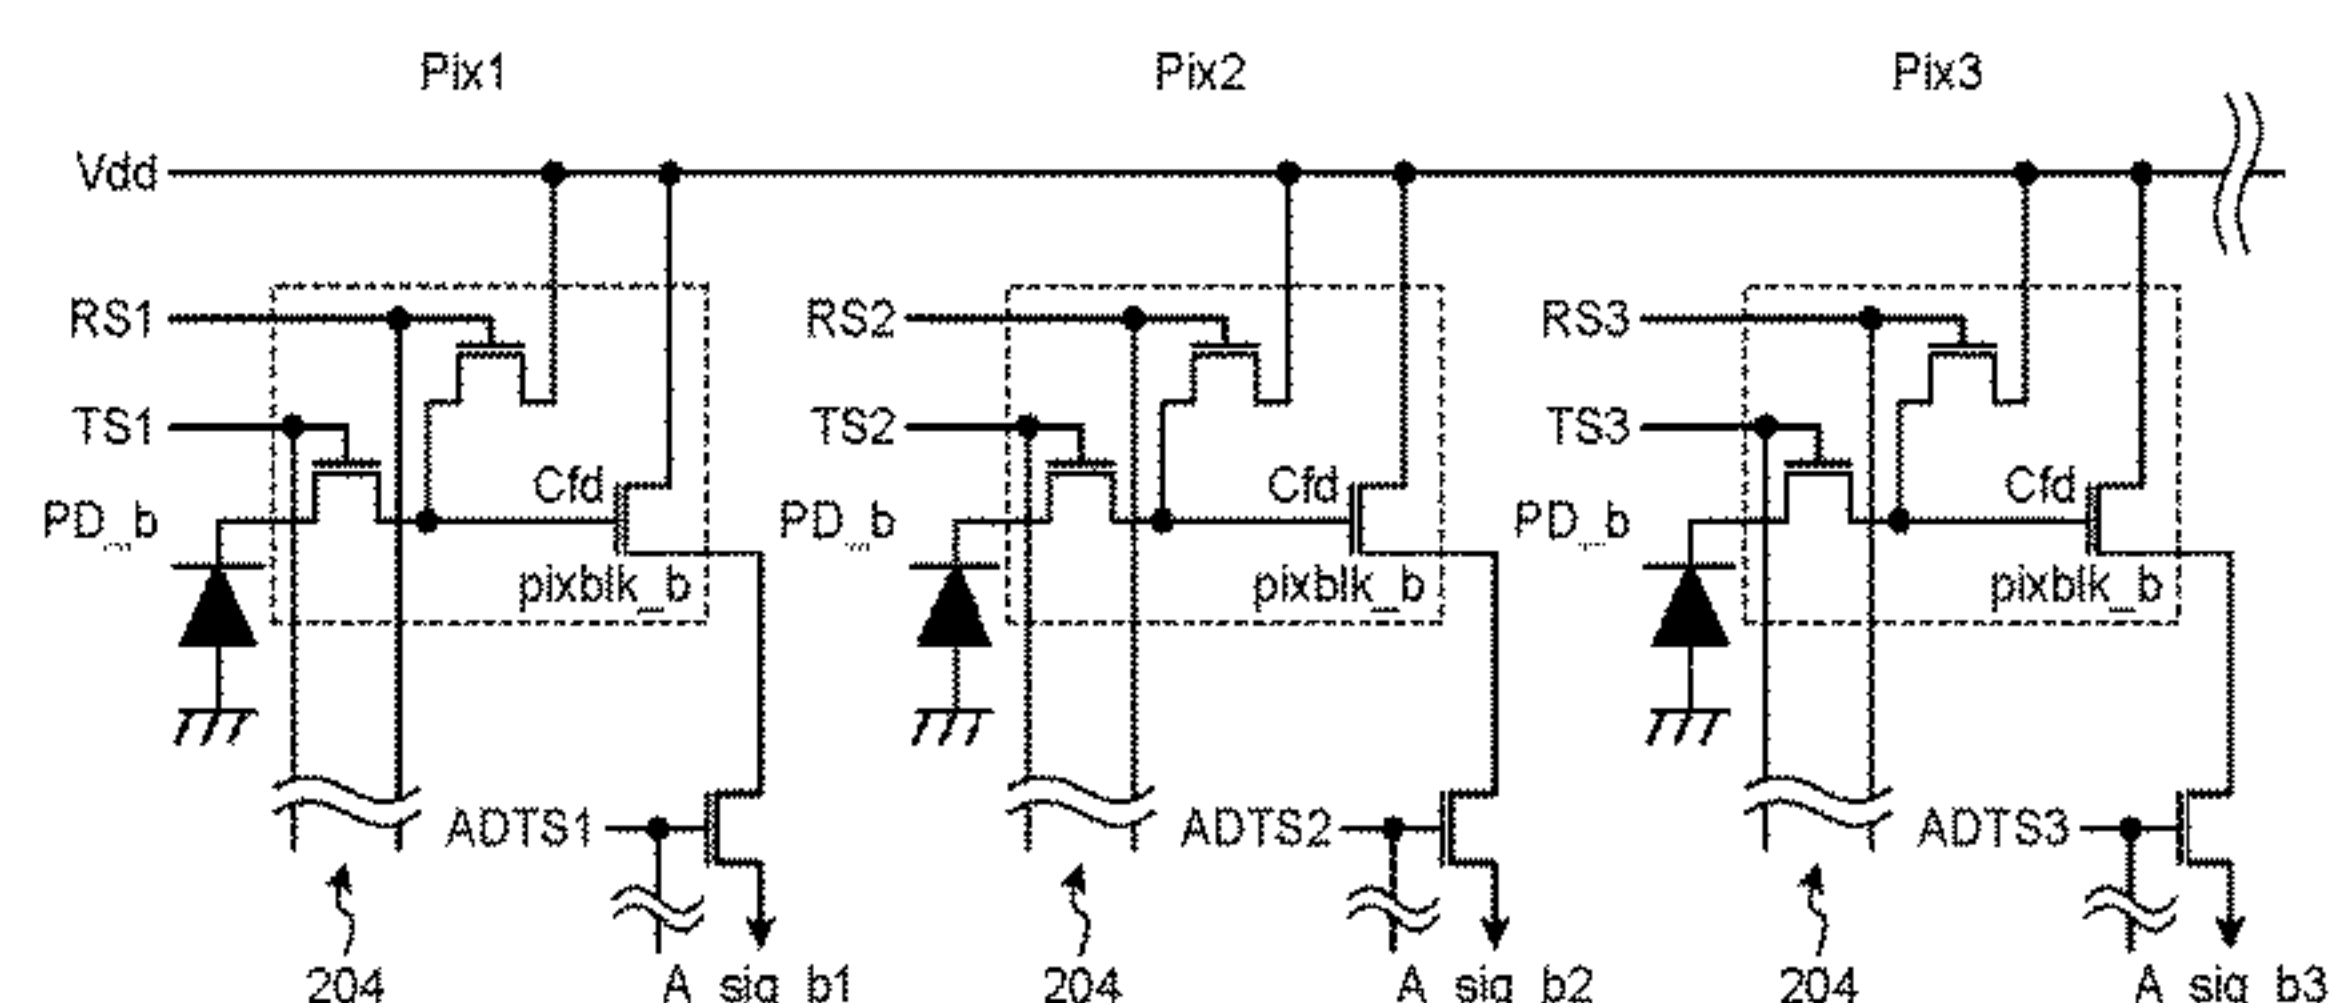 Pix1 Pix2 Pix3
Vdd
RS1 RS2 RS3
TS1 TS2 TS3
Cfd Cfd Cfd
PD_b PD_b PD_b
pixblk_b pixblk_b pixblk_b
ADTS1 ADTS2 ADTS3
204 A_sig_b1 204 A_sig_b2 204 A_sig_b3